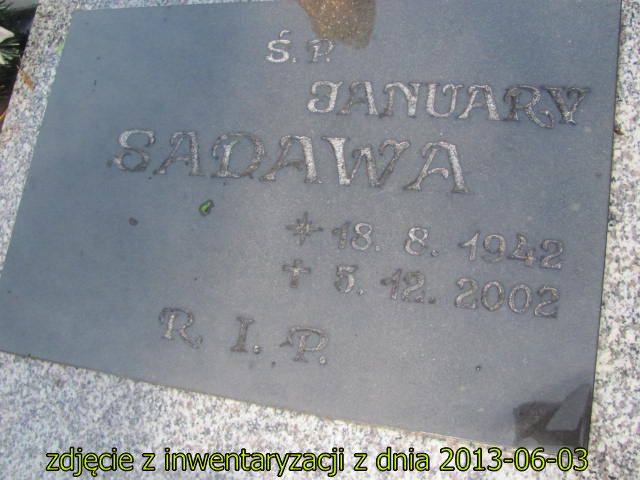 Ś. P.
JANUARY
SADAWA
* 18. 8. 1942
† 5. 12. 2002
R. I. P.
zdjęcie z inwentaryzacji z dnia 2013-06-03